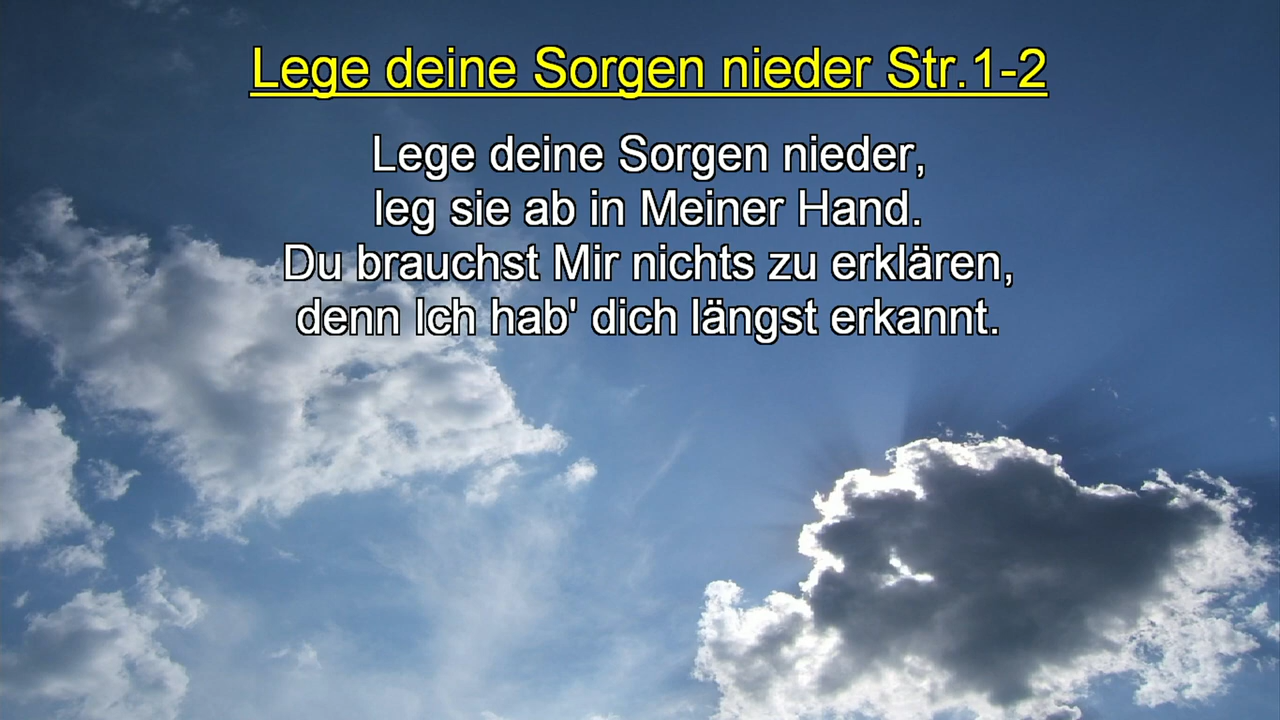 Lege deine Sorgen nieder Str.1-2
Lege deine Sorgen nieder,
leg sie ab in Meiner Hand.
Du brauchst Mir nichts zu erklären,
denn Ich hab' dich längst erkannt.